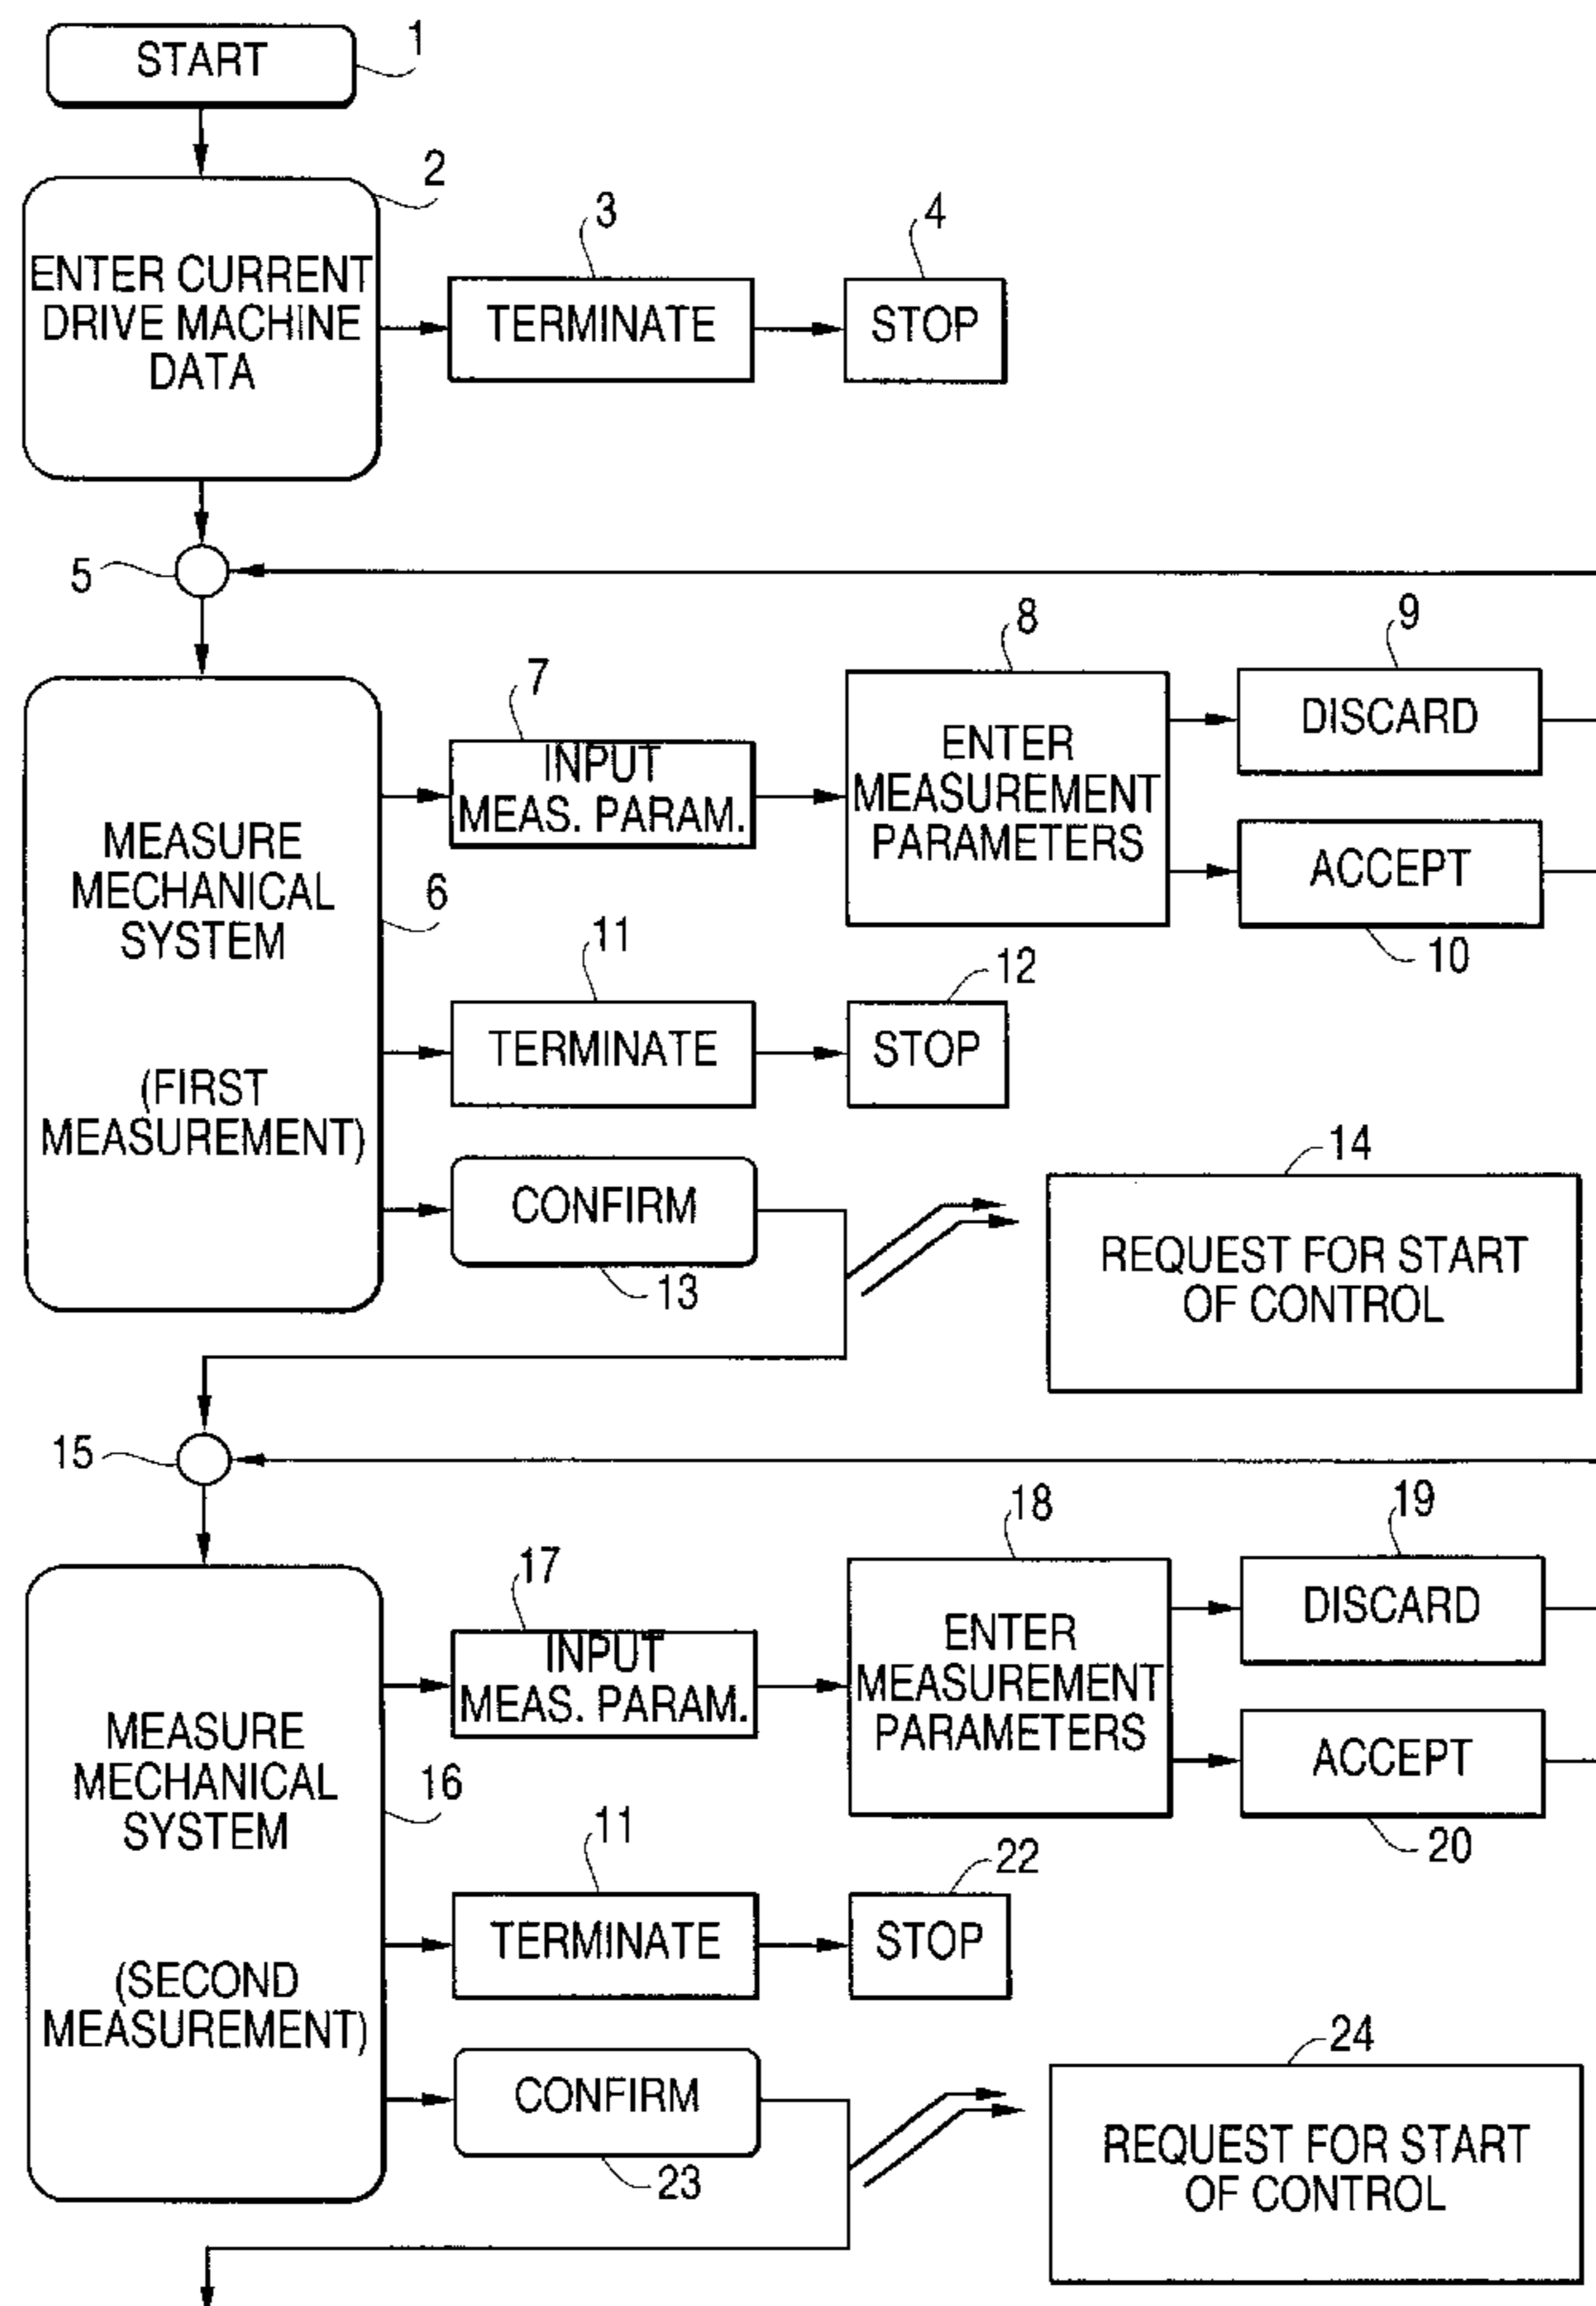 START
1
2
ENTER CURRENT
DRIVE MACHINE
DATA
3
TERMINATE
4
STOP
5
MEASURE
MECHANICAL
SYSTEM
(FIRST
MEASUREMENT)
6
7
INPUT
MEAS. PARAM.
8
ENTER
MEASUREMENT
PARAMETERS
9
DISCARD
ACCEPT
10
11
TERMINATE
12
STOP
CONFIRM
13
14
REQUEST FOR START
OF CONTROL
15
MEASURE
MECHANICAL
SYSTEM
(SECOND
MEASUREMENT)
16
17
INPUT
MEAS. PARAM.
18
ENTER
MEASUREMENT
PARAMETERS
19
DISCARD
ACCEPT
20
11
TERMINATE
22
STOP
CONFIRM
23
24
REQUEST FOR START
OF CONTROL